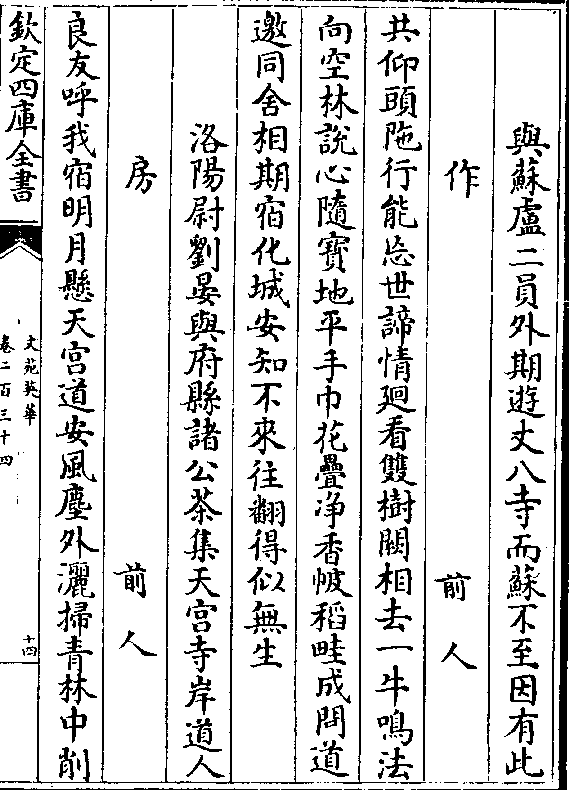 與蘇盧二員外期遊丈八寺而蘇不至因有此
作 前人
共仰頭陁行能忘世諦情廻看雙樹闕相去一牛鳴法
向空林說心隨寳地平手巾花疊淨香帔稻畦成問道
邀同舍相期宿化城安知不來往翻得似無生
洛陽尉劉晏與府縣諸公茶集天宫寺岸道人
房 前人
良友呼我宿明月懸天宫道安風塵外灑掃青林中削
欽定四庫全書
文苑英華
卷二百三十四
十四